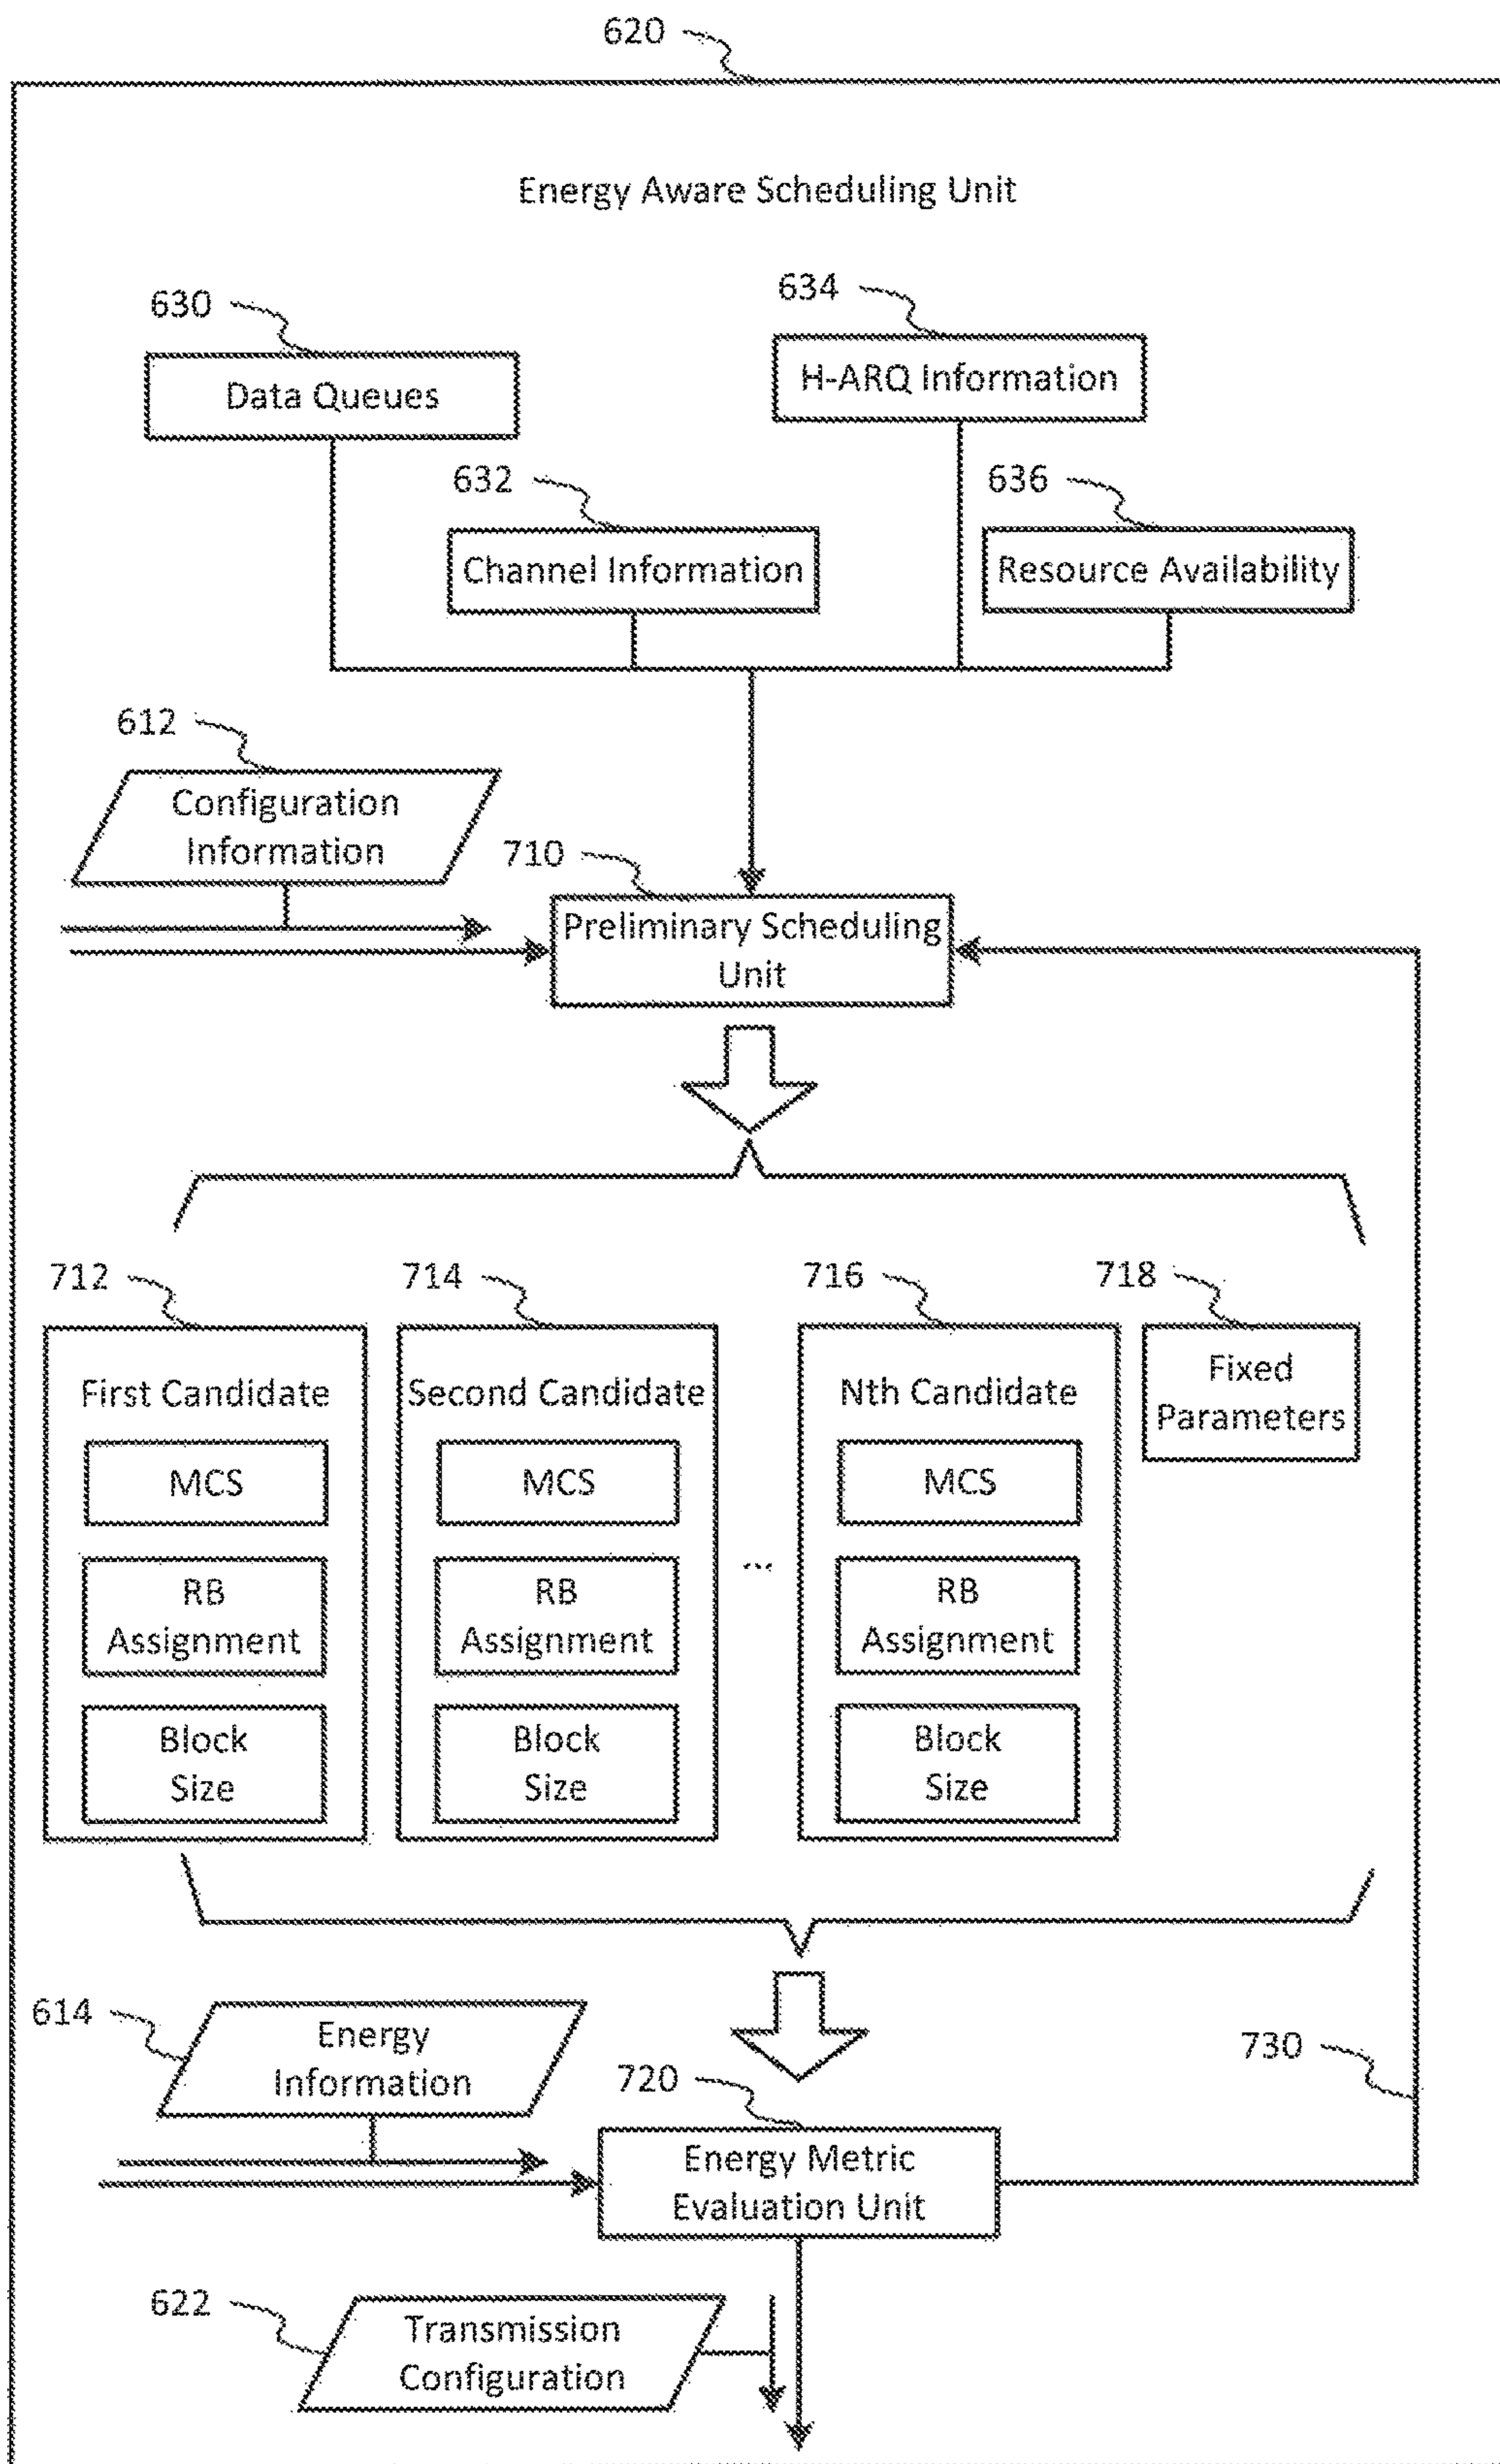 620
Energy Aware Scheduling Unit
630
634
Data Queues
H-ARQ Information
632
636
Channel Information
Resource Availability
612
Configuration
Information
710
Preliminary Scheduling
Unit
712
714
716
718
First Candidate
MCS
RB
Assignment
Block
Size
Second Candidate
MCS
RB
Assignment
Block
Size
...
Nth Candidate
MCS
RB
Assignment
Block
Size
Fixed
Parameters
614
Energy
Information
730
720
Energy Metric
Evaluation Unit
622
Transmission
Configuration